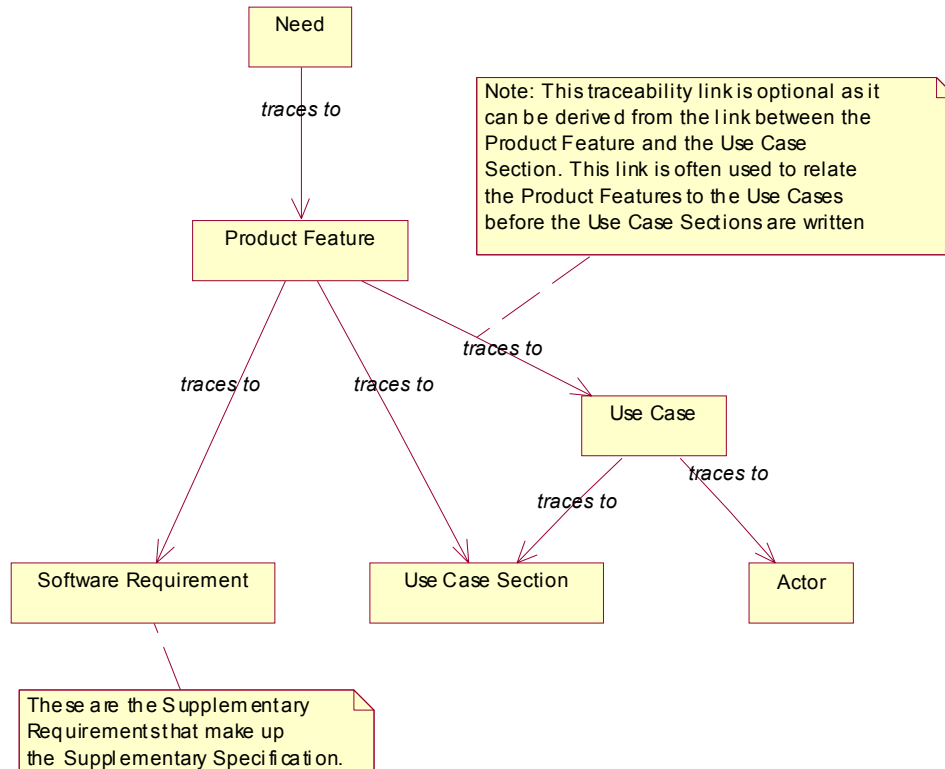 Need
traces to
Note: This traceability link is optional as it
can be derived from the link between the
Product Feature and the Use Case
Section. This link is often used to relate
the Product Features to the Use Cases
before the Use Case Sections are written
Product Feature
traces to
traces to
traces to
Use Case
traces to
traces to
Software Requirement
Use Case Section
Actor
These are the Supplementary
Requirements that make up
the Supplementary Specification.